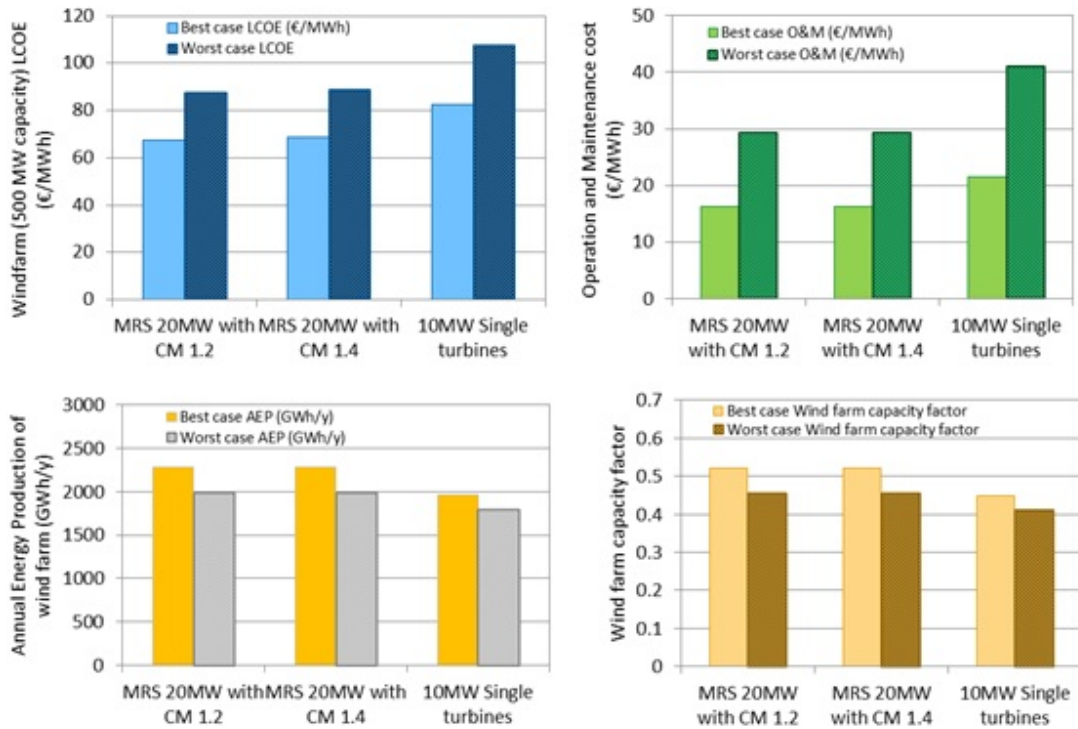 Windfarm (500 MW capacity) LCOE
(€/MWh)
120
100
80
60
40
20
0
Best case LCOE (€/MWh)
Worst case LCOE
MRS 20MW with
CM 1.2
MRS 20MW with
CM 1.4
10MW Single
turbines
Operation and Maintenance cost
(€/MWh)
50
40
30
20
10
0
Best case O&M (€/MWh)
Worst case O&M (€/MWh)
MRS 20MW
with CM 1.2
MRS 20MW
with CM 1.4
10MW Single
turbines
Annual Energy Production of
wind farm (GWh/y)
3000
2500
2000
1500
1000
500
0
Best case AEP (GWh/y)
Worst case AEP (GWh/y)
MRS 20MW with
CM 1.2
MRS 20MW with
CM 1.4
10MW Single
turbines
Wind farm capacity factor
0.7
0.6
0.5
0.4
0.3
0.2
0.1
0
Best case Wind farm capacity factor
Worst case Wind farm capacity factor
MRS 20MW
with CM 1.2
MRS 20MW
with CM 1.4
10MW Single
turbines